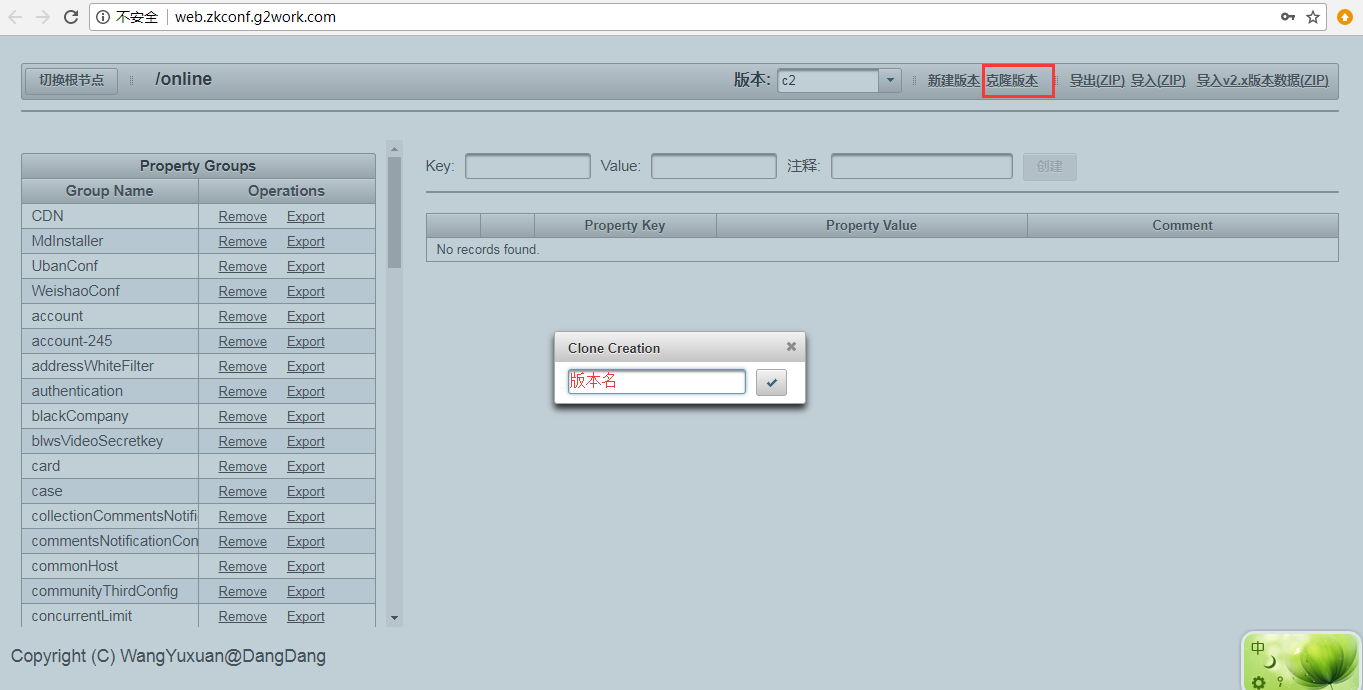 不安全 web.zkconf.g2work.com
切换根节点 /online 版本: c2 新建版本 克隆版本 导出(ZIP) 导入(ZIP) 导入v2.x版本数据(ZIP)
Property Groups
Group Name Operations
CDN Remove Export
MdInstaller Remove Export
UbanConf Remove Export
WeishaoConf Remove Export
account Remove Export
account-245 Remove Export
addressWhiteFilter Remove Export
authentication Remove Export
blackCompany Remove Export
blwsVideoSecretkey Remove Export
card Remove Export
case Remove Export
collectionCommentsNotifi Remove Export
commentsNotificationCon Remove Export
commonHost Remove Export
communityThirdConfig Remove Export
concurrentLimit Remove Export
Key: Value: 注释: 创建
Property Key Property Value Comment
No records found.
Clone Creation
版本名
Copyright (C) WangYuxuan@DangDang
中